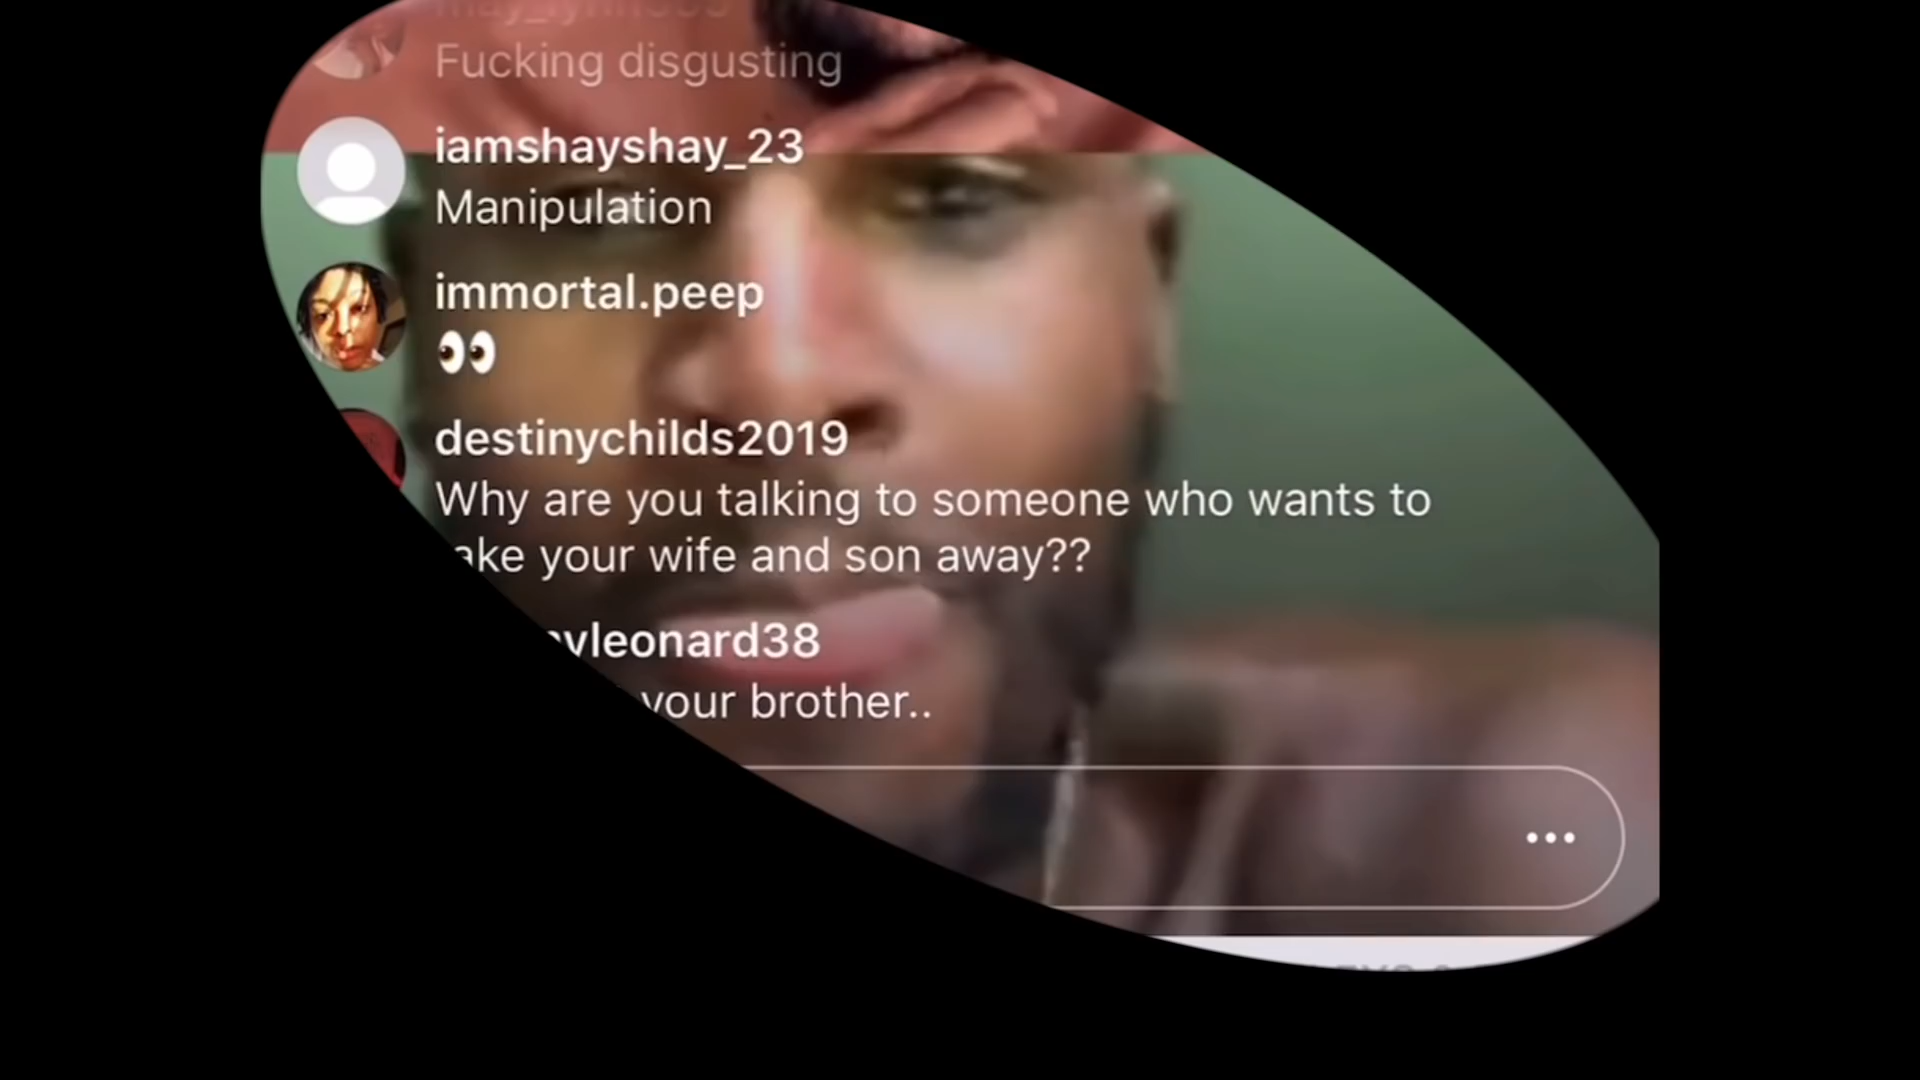 Fucking disgusting
iamshayshay_23
Manipulation
immortal.peep
destinychilds2019
Why are you talking to someone who wants to
ake your wife and son away??
yleonard38
your brother..